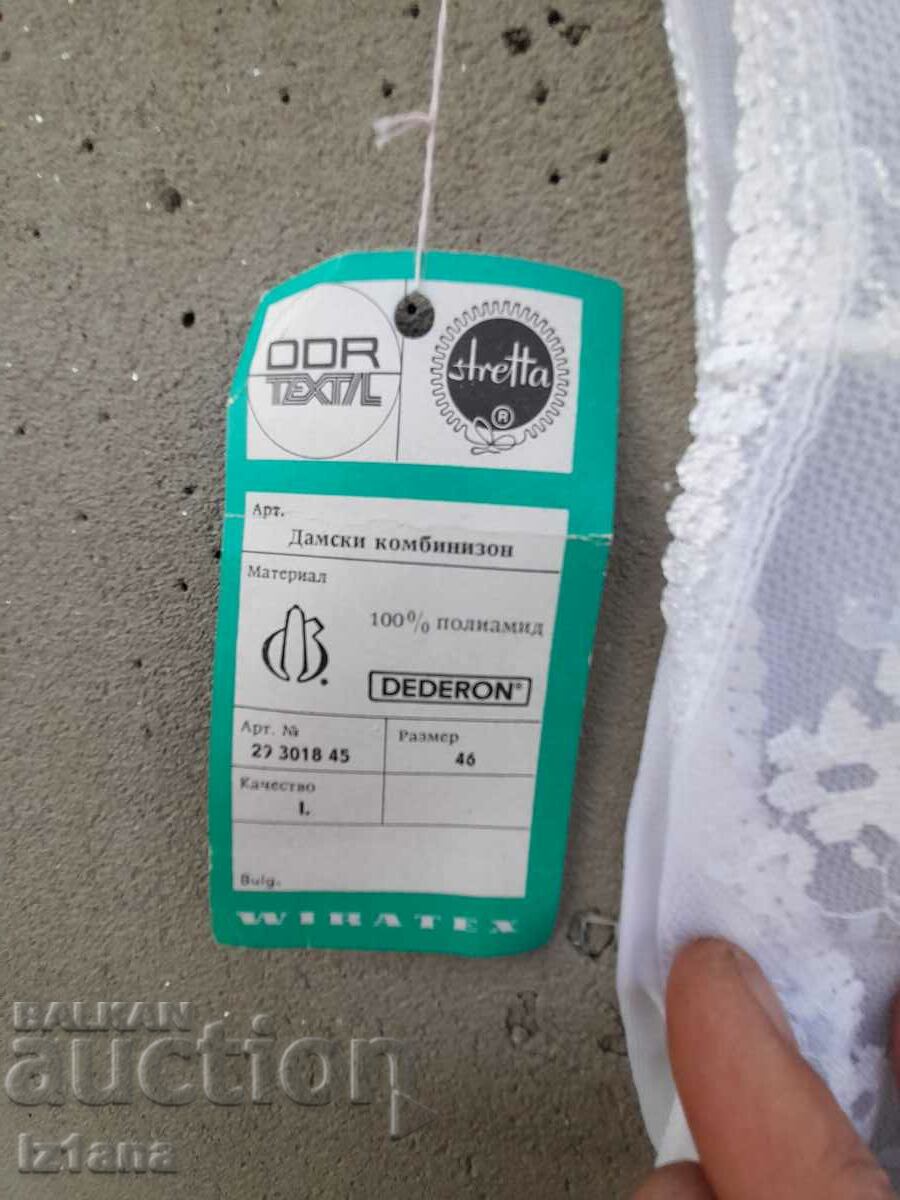 DDR
TEXTIL
stretta
®
Арт.
Дамски комбинизон
Материал
100% полиамид
DEDERON®
Арт. №
29 3018 45
Размер
46
Качество
I.
Bulg.
WIRATEX
BALKAN
auction
iz1ana